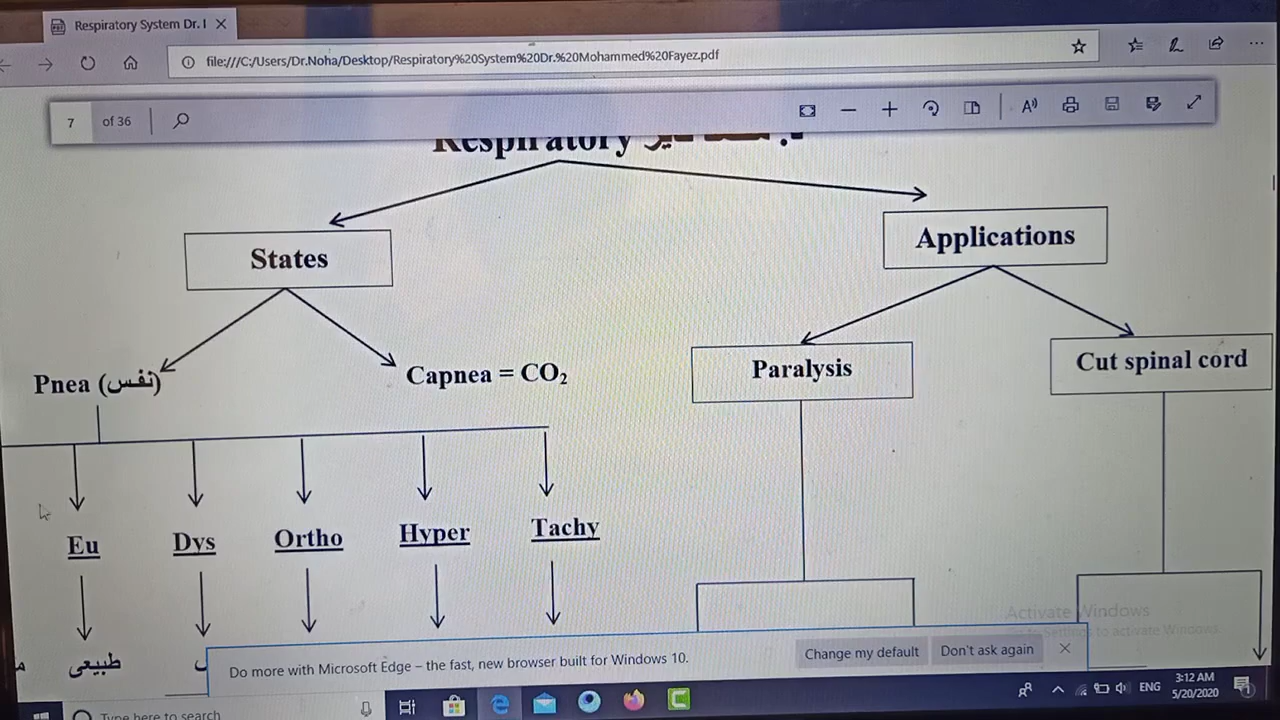 Respiratory System Dr. I
file:///C:/Users/Dr.Noha/Desktop/Respiratory%20System%20Dr.%20Mohammed%20Fayez.pdf
7 of 36
Respiratory
States
Applications
Pnea (نفس)
Capnea = CO₂
Paralysis
Cut spinal cord
Eu
Dys
Ortho
Hyper
Tachy
طبيعى
Activate Windows
to activate Windows.
Do more with Microsoft Edge – the fast, new browser built for Windows 10.
Change my default
Don't ask again
Type here to search
ENG
3:12 AM
5/20/2020